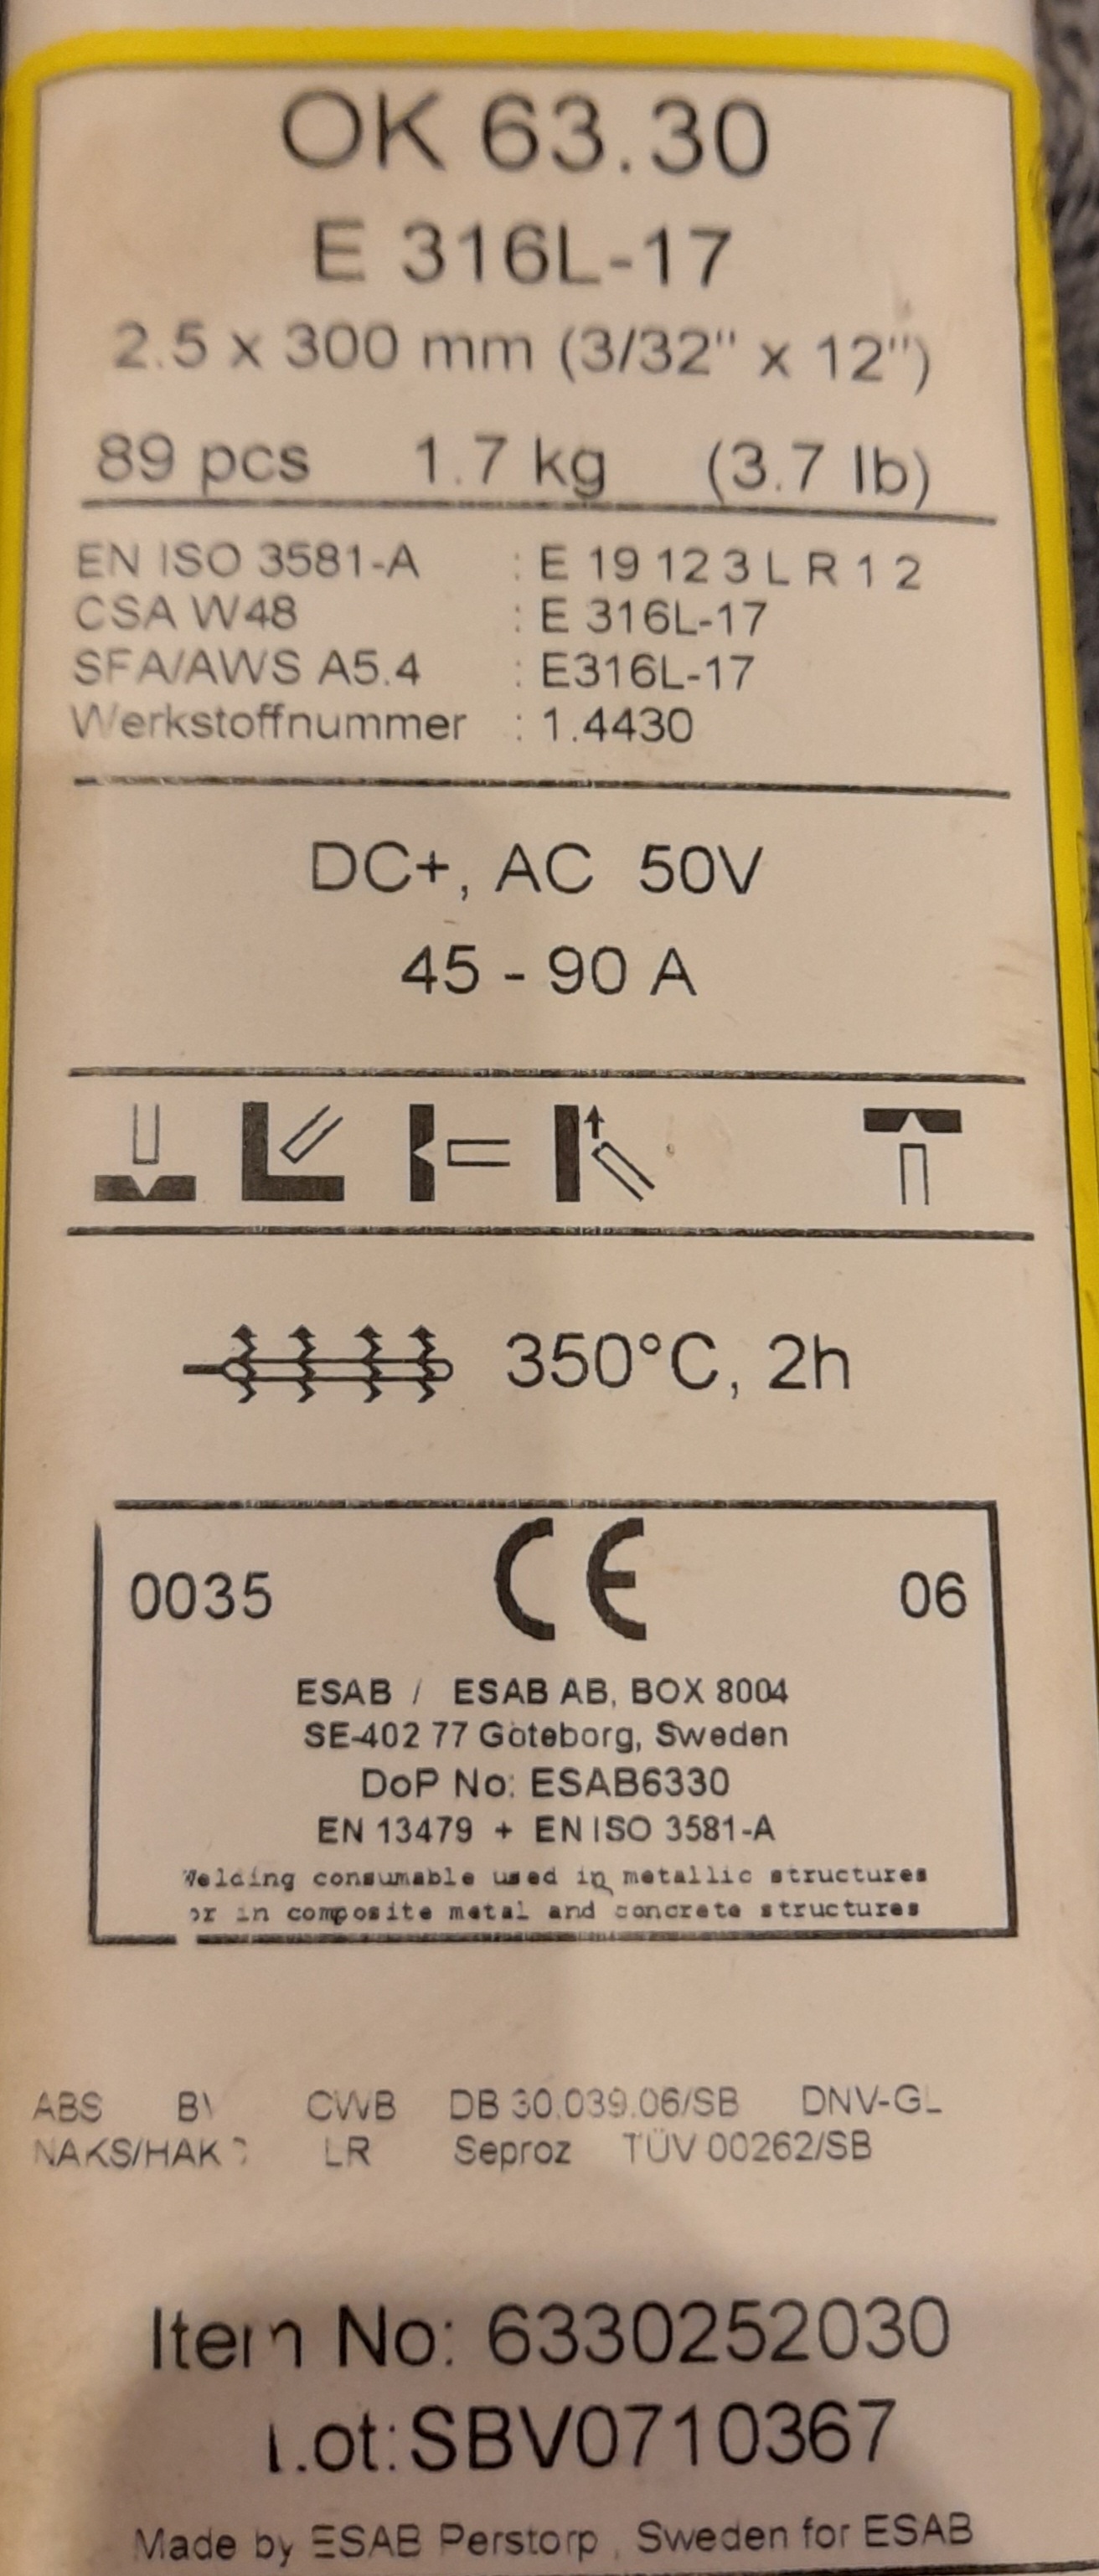 OK 63.30
E 316L-17
2.5 x 300 mm (3/32" x 12")
89 pcs 1.7 kg (3.7 lb)
EN ISO 3581-A : E 19 12 3 L R 1 2
CSA W48 : E 316L-17
SFA/AWS A5.4 : E316L-17
Werkstoffnummer : 1.4430
DC+, AC 50V
45 - 90 A
350°C, 2h
0035 CE 06
ESAB / ESAB AB, BOX 8004
SE-402 77 Göteborg, Sweden
DoP No: ESAB6330
EN 13479 + EN ISO 3581-A
Welding consumable used in metallic structures
or in composite metal and concrete structures
ABS CWB DB 30.039.06/SB DNV-GL
LR Seproz TÜV 00262/SB
Item No: 6330252030
Lot:SBV0710367
Made by ESAB Perstorp , Sweden for ESAB